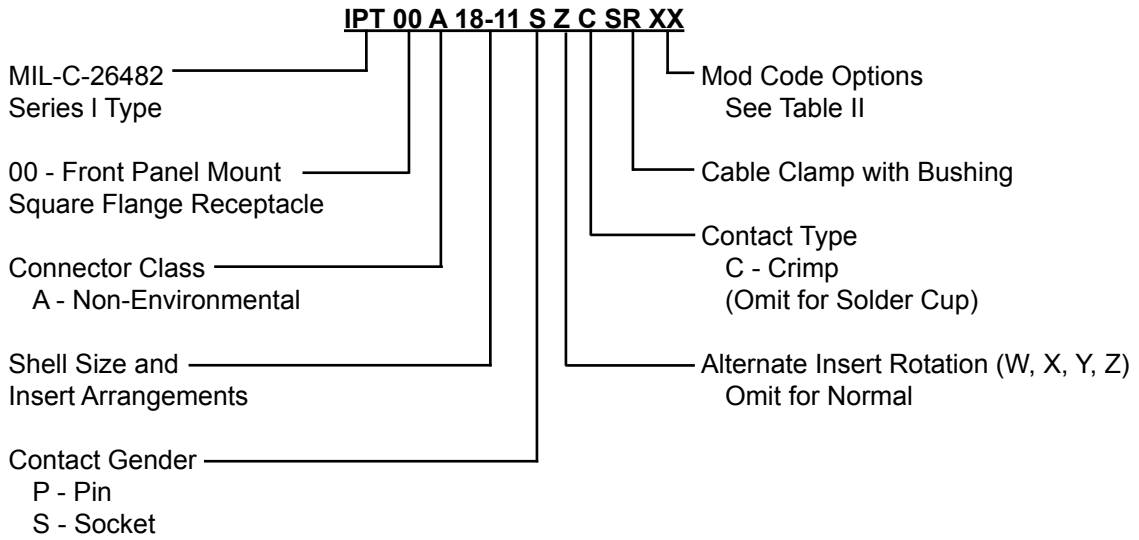 IPT 00 A 18-11 S Z C SR XX
MIL-C-26482
Series I Type
00 - Front Panel Mount
Square Flange Receptacle
Connector Class
A - Non-Environmental
Shell Size and
Insert Arrangements
Contact Gender
P - Pin
S - Socket
Mod Code Options
See Table II
Cable Clamp with Bushing
Contact Type
C - Crimp
(Omit for Solder Cup)
Alternate Insert Rotation (W, X, Y, Z)
Omit for Normal